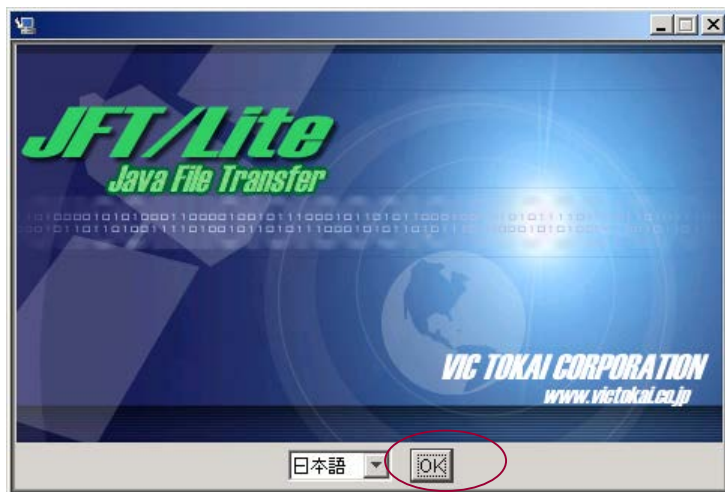 JFT/Lite
Java File Transfer
VIC TOKAI CORPORATION
www.victokai.co.jp
日本語
OK